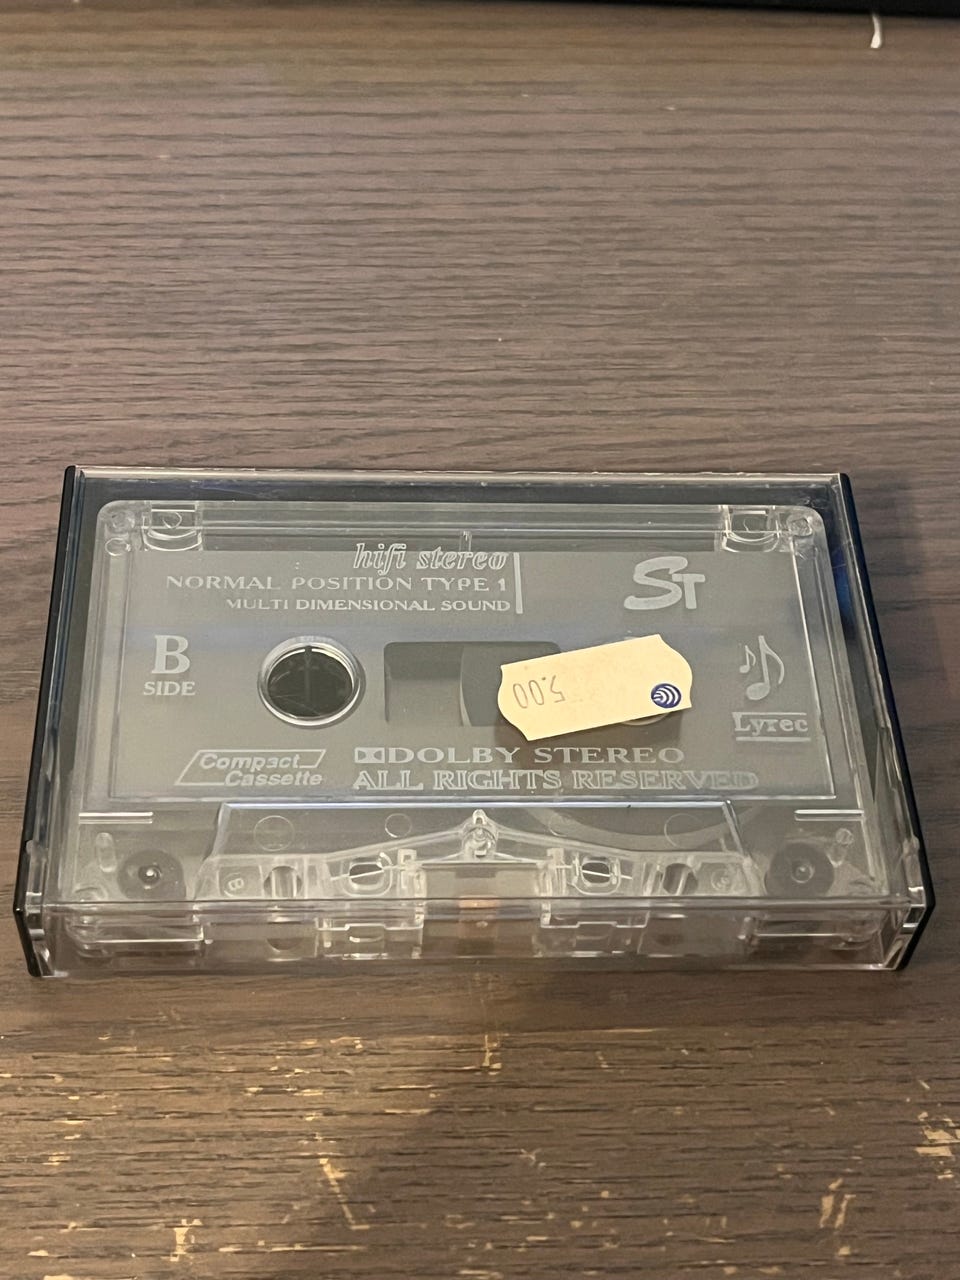 hifi stereo
NORMAL POSITION TYPE 1
MULTI DIMENSIONAL SOUND
ST
B
SIDE
5.00
Lyrec
Compact
Cassette
DOLBY STEREO
ALL RIGHTS RESERVED